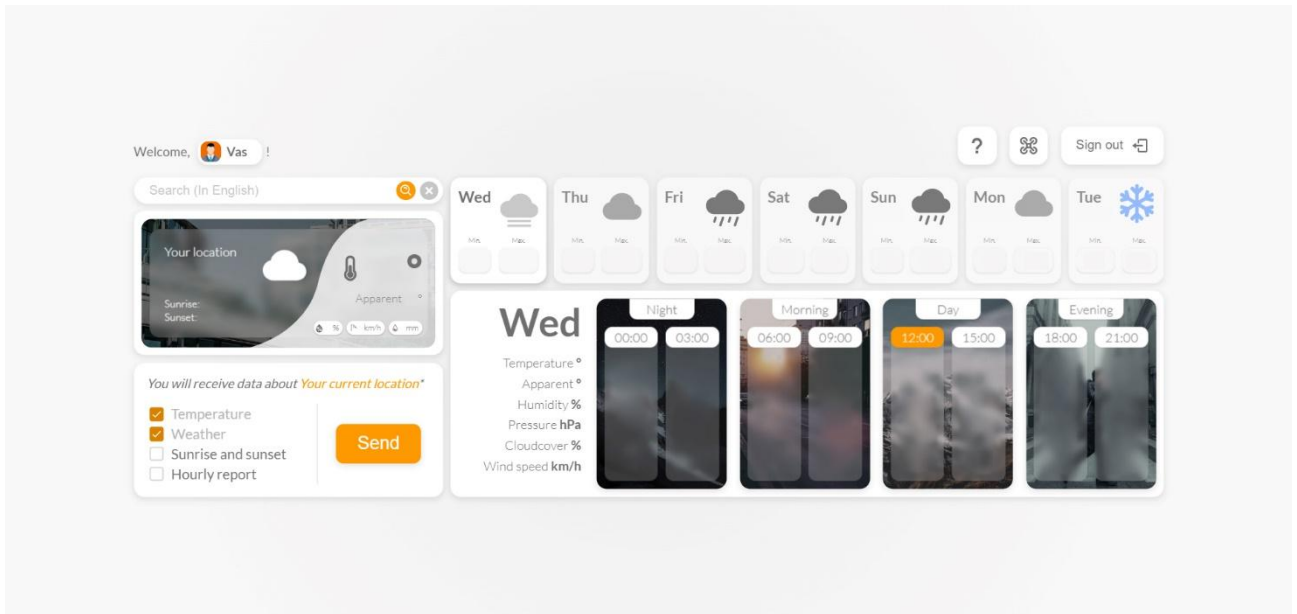 Welcome, Vas !
? Sign out
Search (In English)
Your location
Sunrise:
Sunset:
Apparent °
% km/h mm
You will receive data about Your current location*
Temperature
Weather
Sunrise and sunset
Hourly report
Send
Wed Thu Fri Sat Sun Mon Tue
Min. Max. Min. Max. Min. Max. Min. Max. Min. Max. Min. Max. Min. Max.
Wed
Temperature °
Apparent °
Humidity %
Pressure hPa
Cloudcover %
Wind speed km/h
Night
00:00 03:00
Morning
06:00 09:00
Day
12:00 15:00
Evening
18:00 21:00